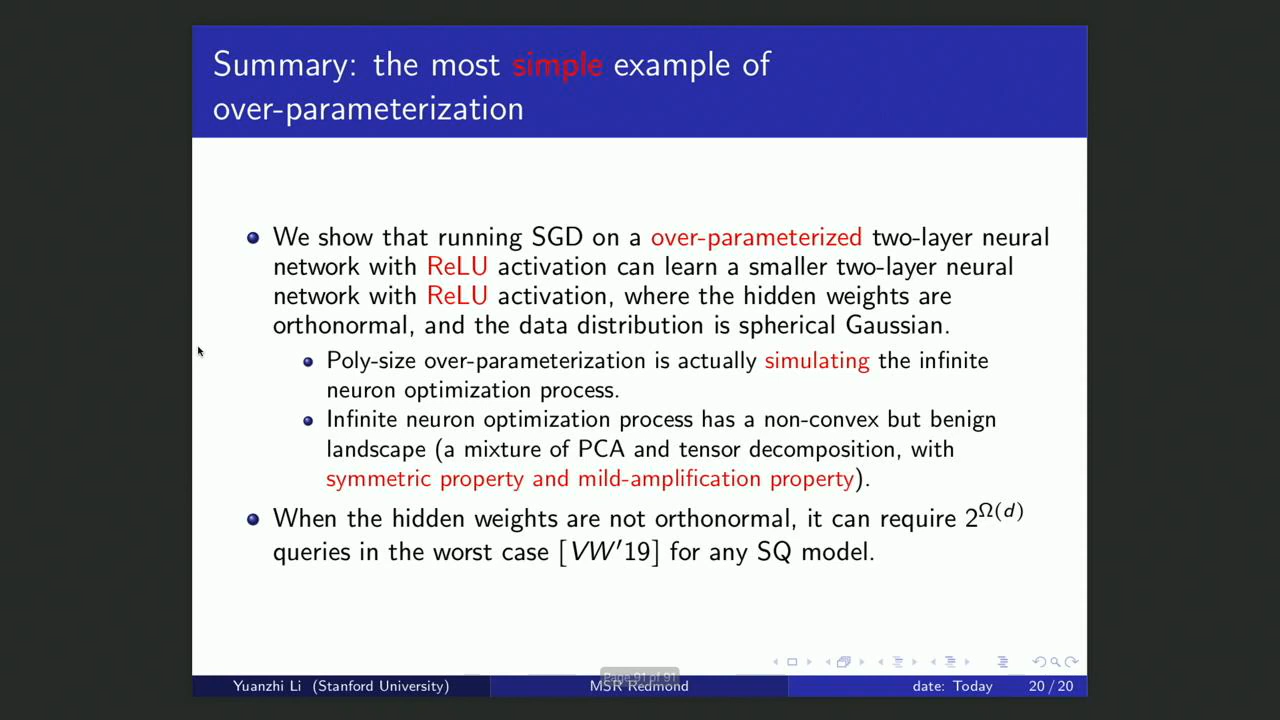 Summary: the most simple example of
over-parameterization
We show that running SGD on a over-parameterized two-layer neural
network with ReLU activation can learn a smaller two-layer neural
network with ReLU activation, where the hidden weights are
orthonormal, and the data distribution is spherical Gaussian.
Poly-size over-parameterization is actually simulating the infinite
neuron optimization process.
Infinite neuron optimization process has a non-convex but benign
landscape (a mixture of PCA and tensor decomposition, with
symmetric property and mild-amplification property).
When the hidden weights are not orthonormal, it can require 2^Ω(d)
queries in the worst case [VW′19] for any SQ model.
Page 91 of 91
Yuanzhi Li (Stanford University) MSR Redmond date: Today 20 / 20